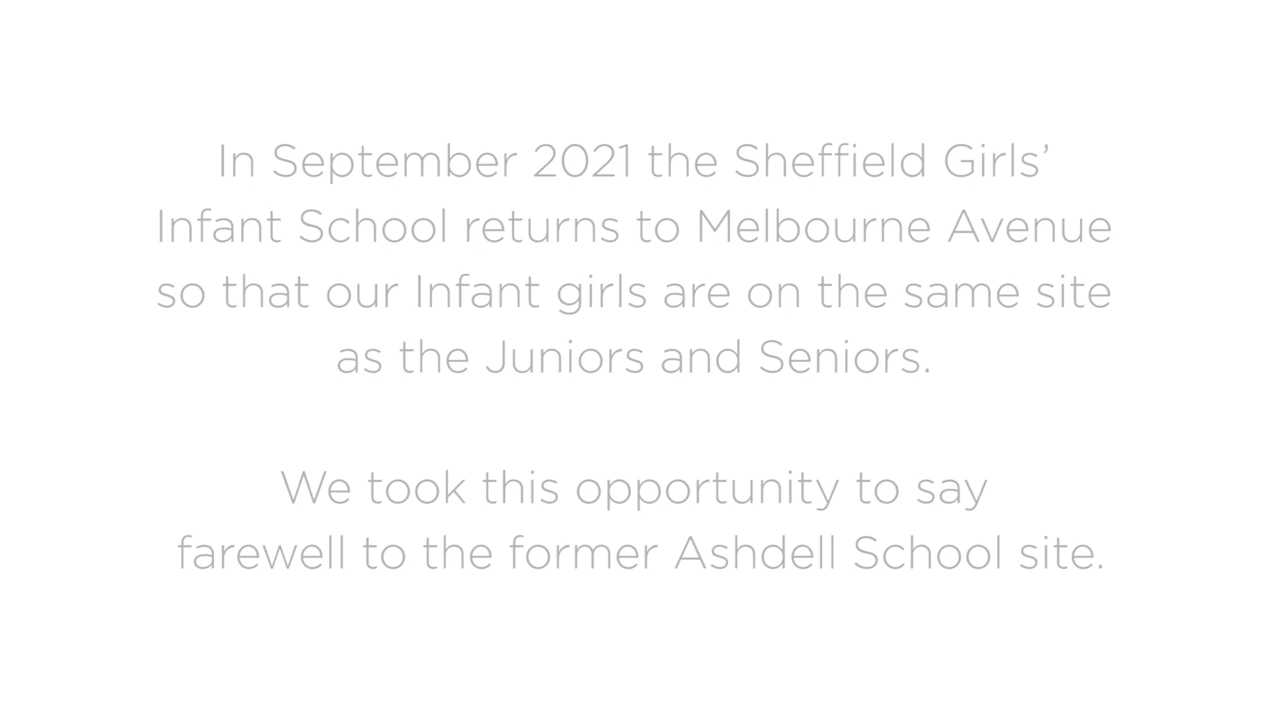 In September 2021 the Sheffield Girls’
Infant School returns to Melbourne Avenue
so that our Infant girls are on the same site
as the Juniors and Seniors.
We took this opportunity to say
farewell to the former Ashdell School site.